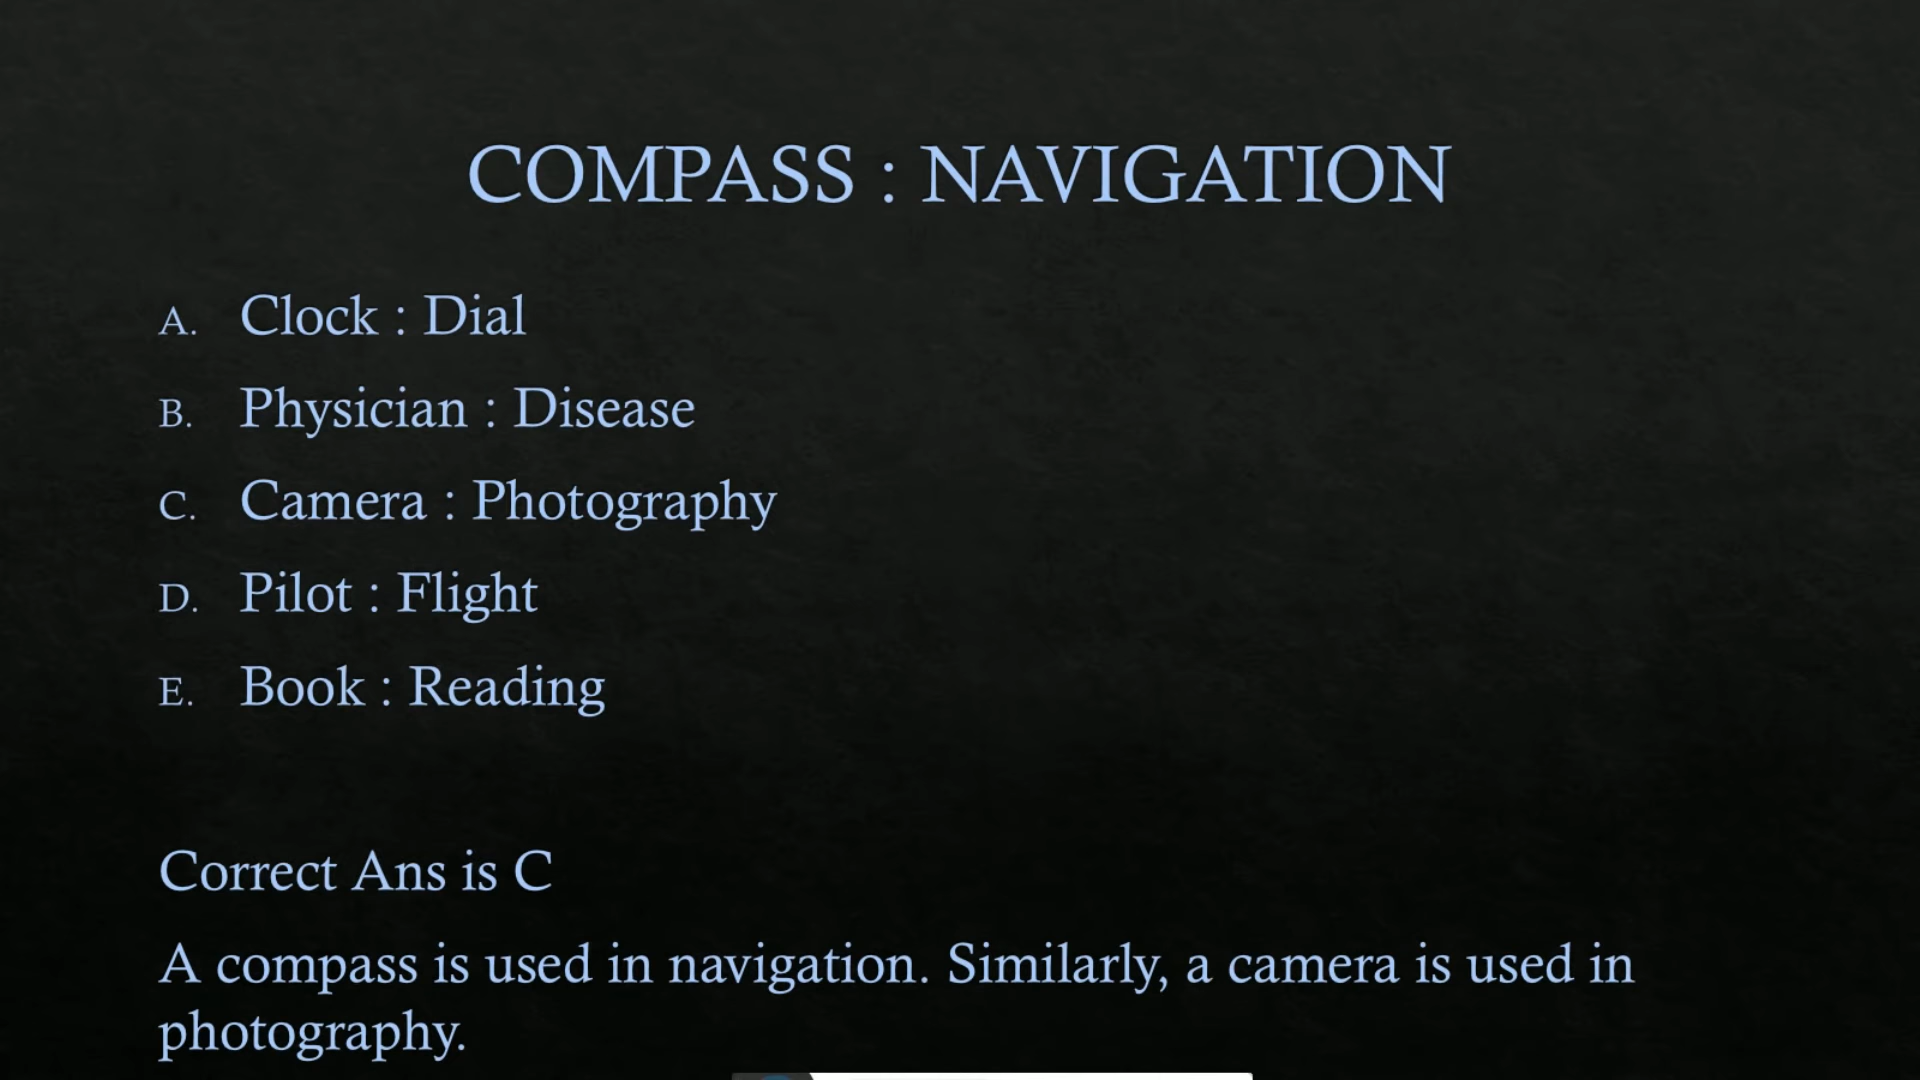 COMPASS : NAVIGATION
A. Clock : Dial
B. Physician : Disease
C. Camera : Photography
D. Pilot : Flight
E. Book : Reading
Correct Ans is C
A compass is used in navigation. Similarly, a camera is used in
photography.